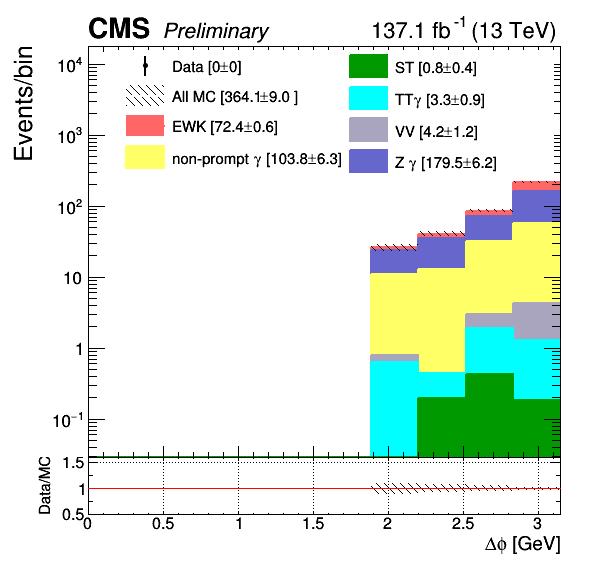 CMS Preliminary 137.1 fb⁻¹ (13 TeV)
Events/bin
10⁴
10³
10²
10
1
10⁻¹
Data [0±0]
All MC [364.1±9.0 ]
EWK [72.4±0.6]
non-prompt γ [103.8±6.3]
ST [0.8±0.4]
TTγ [3.3±0.9]
VV [4.2±1.2]
Z γ [179.5±6.2]
Data/MC
1.5
1
0.5
0 0.5 1 1.5 2 2.5 3
Δϕ [GeV]